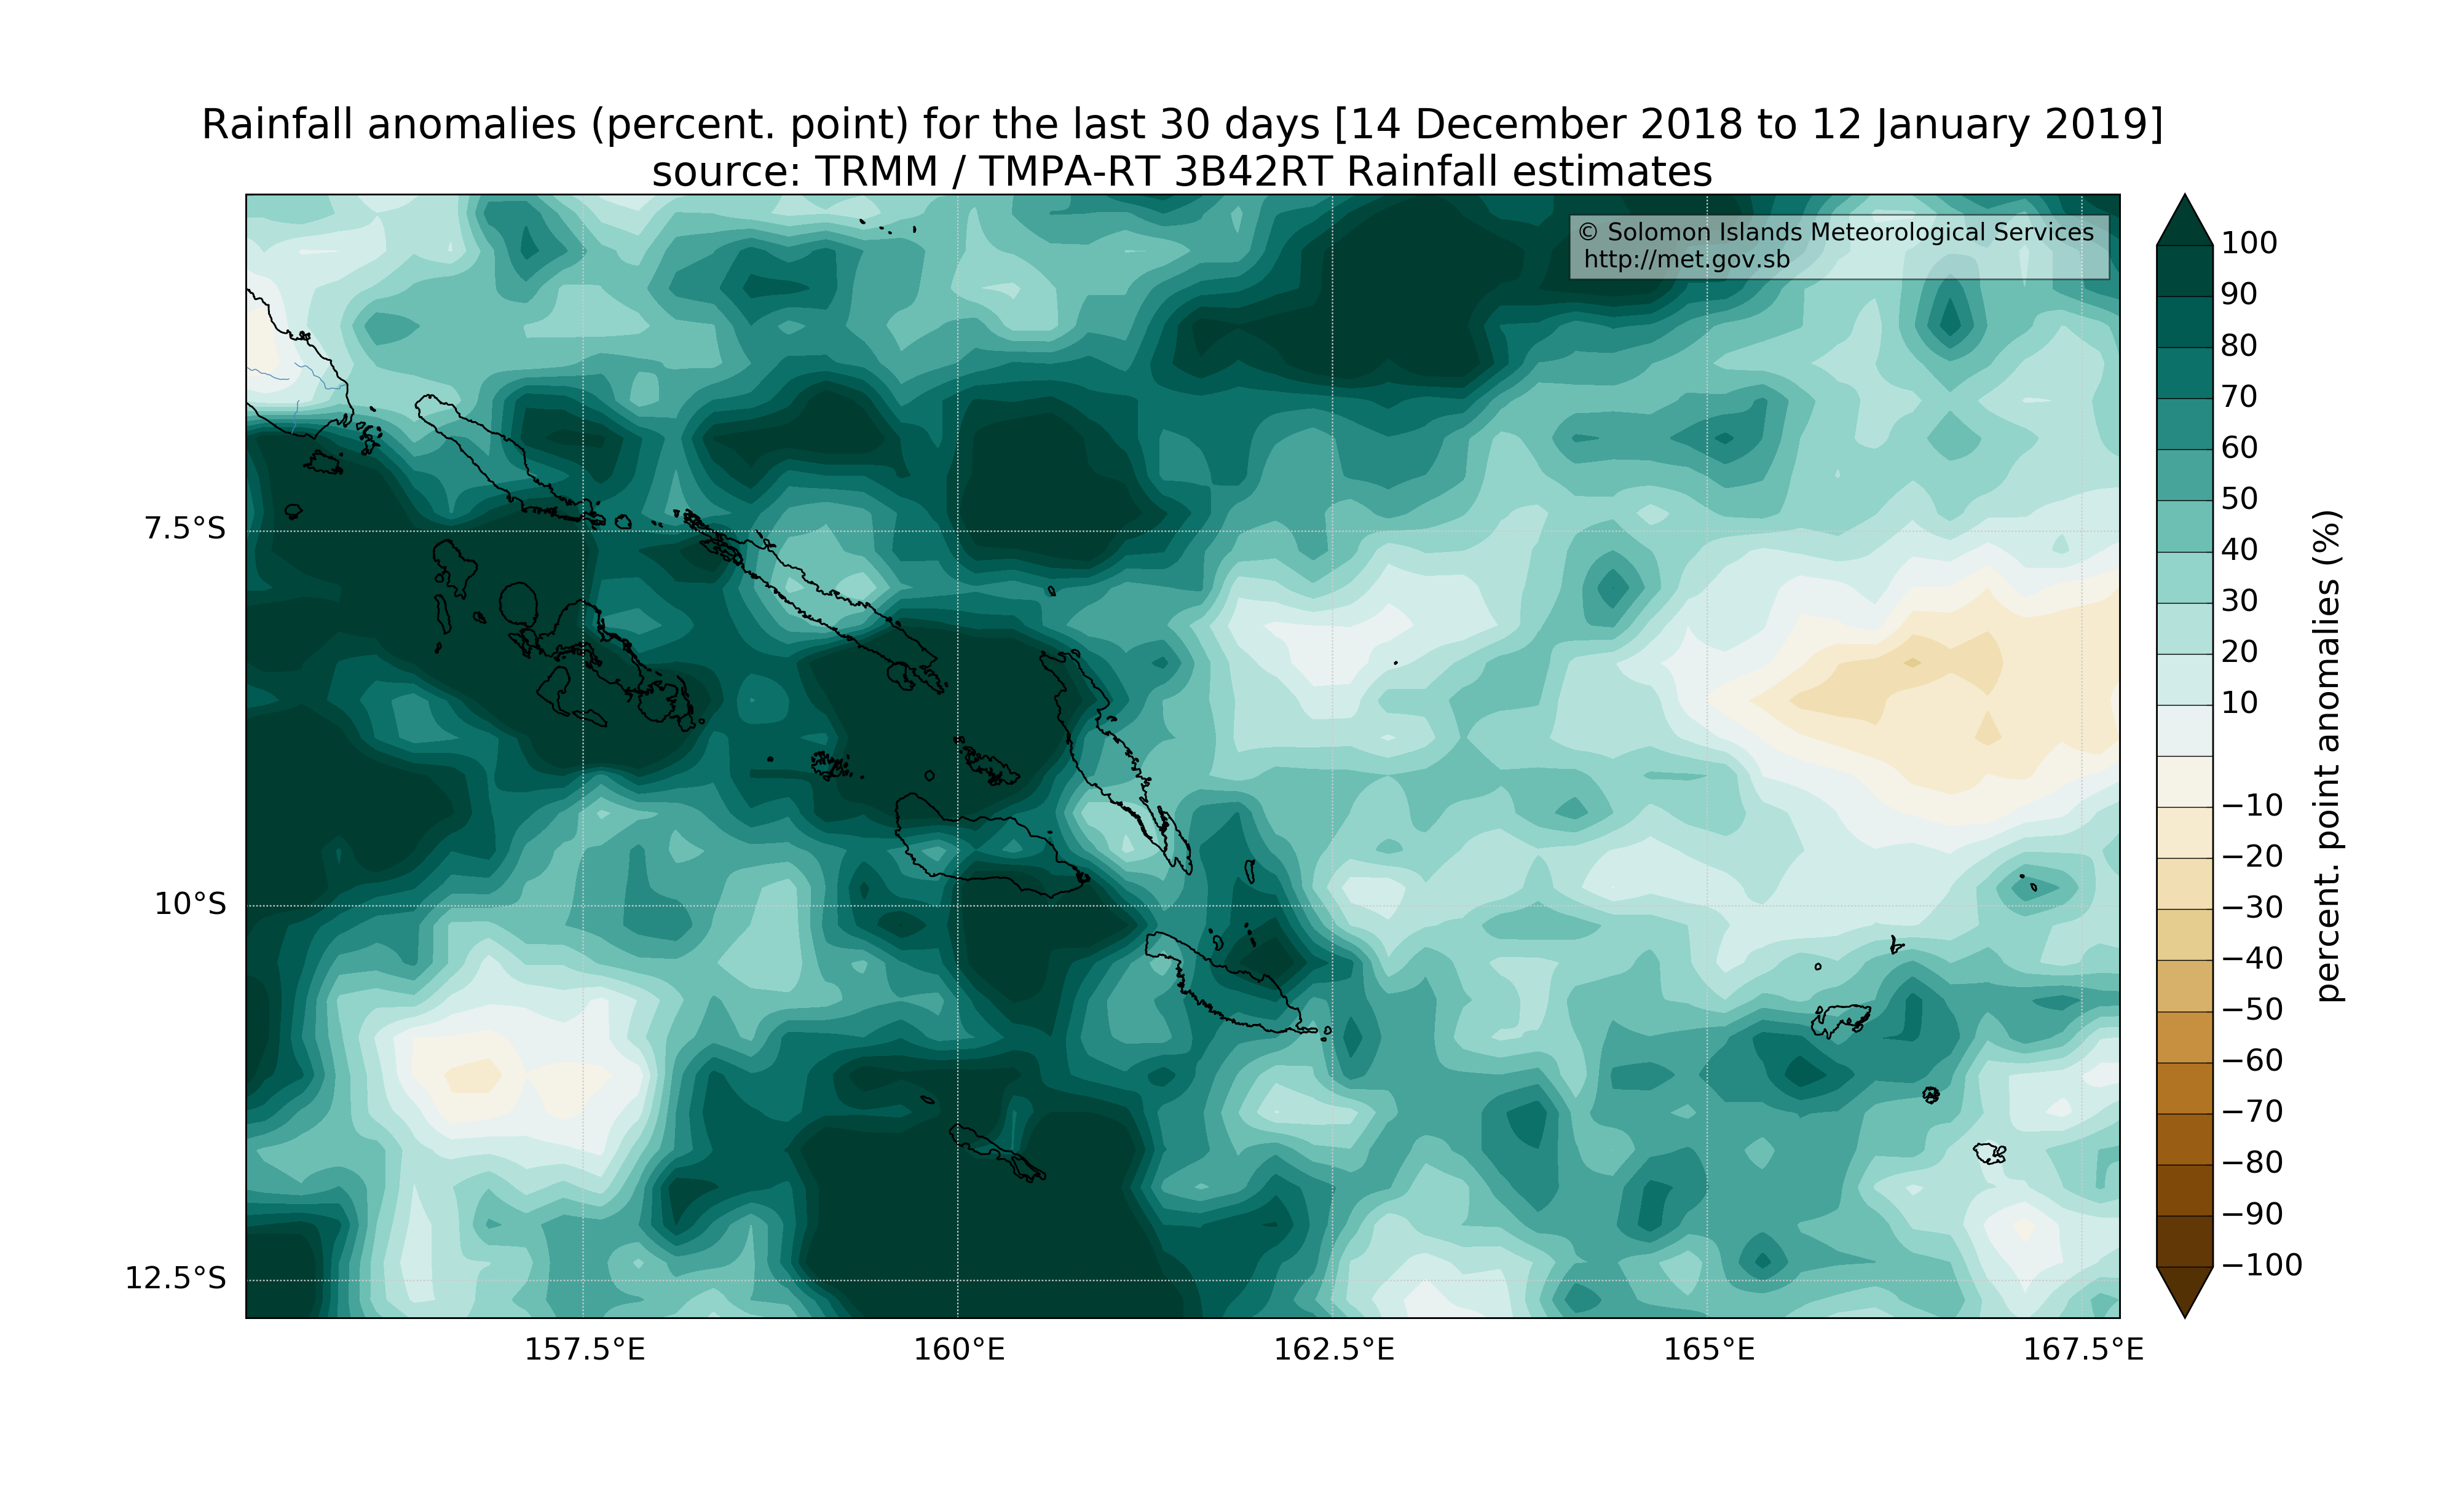 Rainfall anomalies (percent. point) for the last 30 days [14 December 2018 to 12 January 2019]
source: TRMM / TMPA-RT 3B42RT Rainfall estimates
© Solomon Islands Meteorological Services
http://met.gov.sb
7.5°S
10°S
12.5°S
157.5°E
160°E
162.5°E
165°E
167.5°E
100
90
80
70
60
50
40
30
20
10
−10
−20
−30
−40
−50
−60
−70
−80
−90
−100
percent. point anomalies (%)